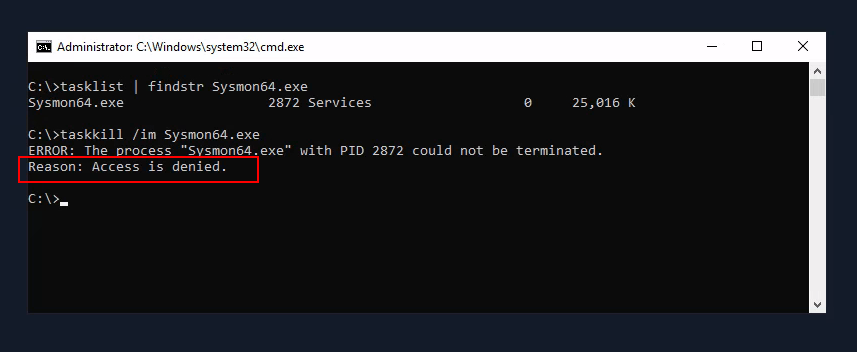 Administrator: C:\Windows\system32\cmd.exe
C:\>tasklist | findstr Sysmon64.exe
Sysmon64.exe                  2872 Services                   0     25,016 K
C:\>taskkill /im Sysmon64.exe
ERROR: The process "Sysmon64.exe" with PID 2872 could not be terminated.
Reason: Access is denied.
C:\>